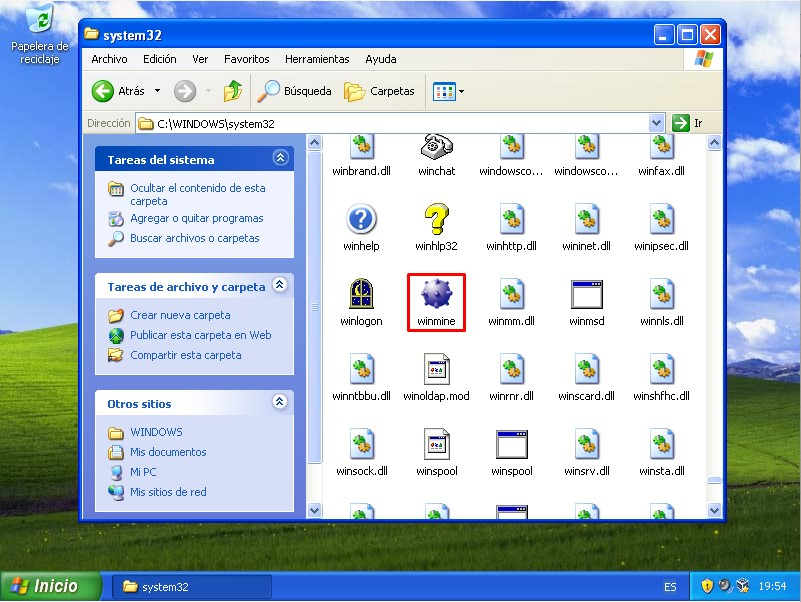 Papelera de
reciclaje
system32
Archivo Edición Ver Favoritos Herramientas Ayuda
Atrás Búsqueda Carpetas
Dirección C:\WINDOWS\system32 Ir
Tareas del sistema
Ocultar el contenido de esta
carpeta
Agregar o quitar programas
Buscar archivos o carpetas
Tareas de archivo y carpeta
Crear nueva carpeta
Publicar esta carpeta en Web
Compartir esta carpeta
Otros sitios
WINDOWS
Mis documentos
Mi PC
Mis sitios de red
winbrand.dll winchat windowsco... windowsco... winfax.dll
winhelp winhlp32 winhttp.dll wininet.dll winipsec.dll
winlogon winmine winmm.dll winmsd winnls.dll
winntbbu.dll winoldap.mod winrnr.dll winscard.dll winshfhc.dll
winsock.dll winspool winspool winsrv.dll winsta.dll
Inicio system32 ES 19:54